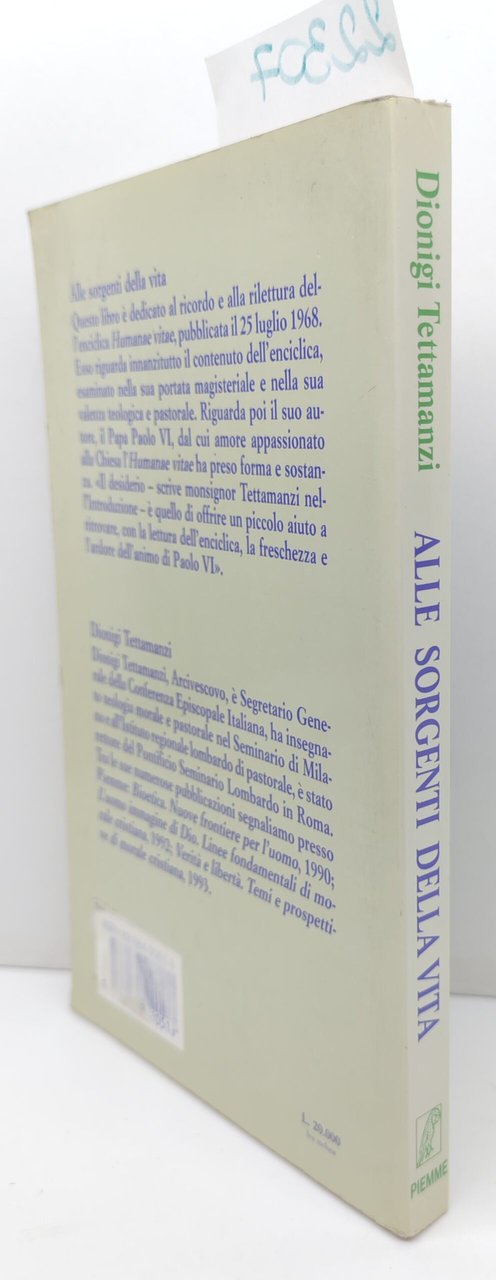 Alle sorgenti della vita
Questo libro è dedicato al ricordo e alla rilettura del-
l'enciclica Humanae vitae, pubblicata il 25 luglio 1968.
Esso riguarda innanzitutto il contenuto dell'enciclica,
esaminato nella sua portata magisteriale e nella sua
valenza teologica e pastorale. Riguarda poi il suo au-
tore, il Papa Paolo VI, dal cui amore appassionato
alla Chiesa l'Humanae vitae ha preso forma e sostan-
za. «Il desiderio – scrive monsignor Tettamanzi nel-
l'Introduzione – è quello di offrire un piccolo aiuto a
ritrovare, con la lettura dell'enciclica, la freschezza e
l'ardore dell'animo di Paolo VI».
Dionigi Tettamanzi
Dionigi Tettamanzi, Arcivescovo, è Segretario Gene-
rale della Conferenza Episcopale Italiana, ha insegna-
to teologia morale e pastorale nel Seminario di Mila-
no e all'Istituto regionale lombardo di pastorale, è stato
rettore del Pontificio Seminario Lombardo in Roma.
Tra le sue numerose pubblicazioni segnaliamo presso
Piemme: Bioetica. Nuove frontiere per l'uomo, 1990;
L'uomo immagine di Dio. Linee fondamentali di mo-
rale cristiana, 1992; Verità e libertà. Temi e prospetti-
ve di morale cristiana, 1993.
L. 20.000
Dionigi Tettamanzi
ALLE SORGENTI DELLA VITA
PIEMME